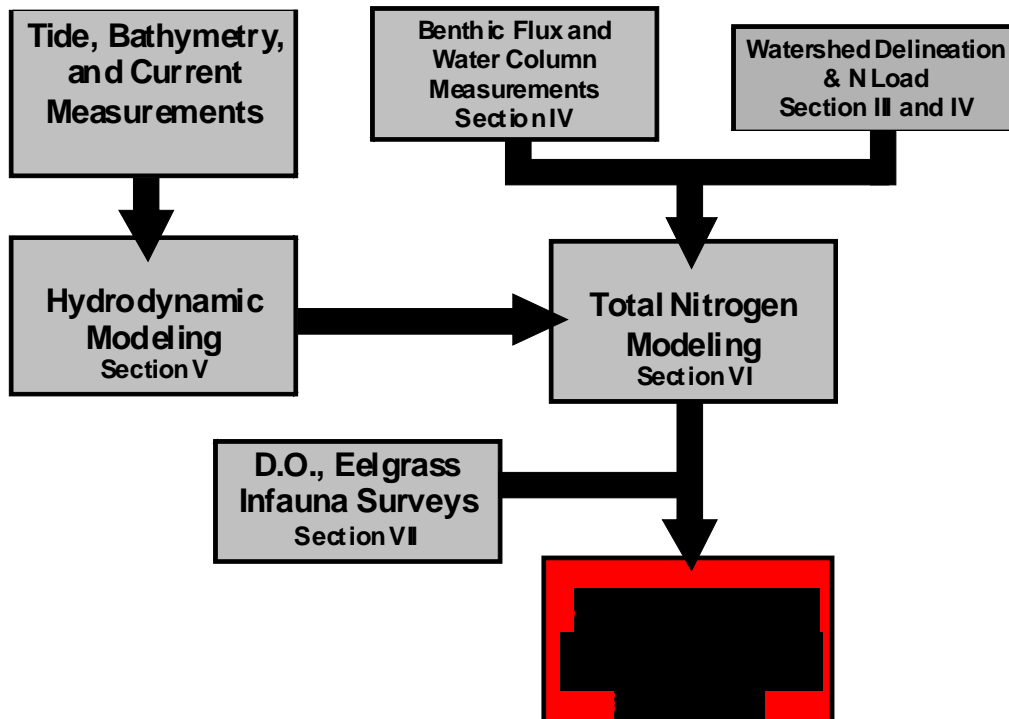 Tide, Bathymetry,
and Current
Measurements
Benthic Flux and
Water Column
Measurements
Section IV
Watershed Delineation
& N Load
Section III and IV
Hydrodynamic
Modeling
Section V
Total Nitrogen
Modeling
Section VI
D.O., Eelgrass
Infauna Surveys
Section VII